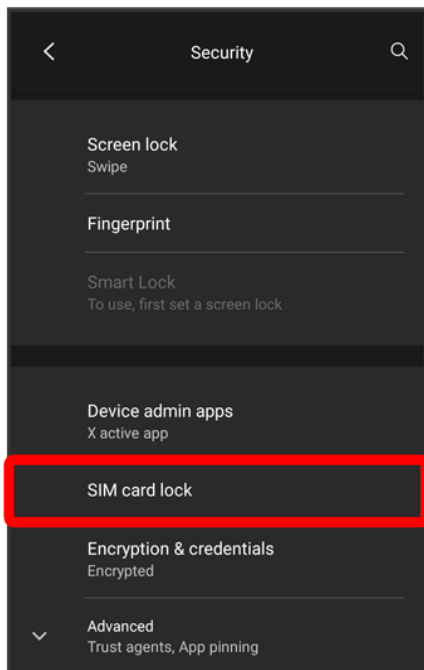 Security
Screen lock
Swipe
Fingerprint
Smart Lock
To use, first set a screen lock
Device admin apps
X active app
SIM card lock
Encryption & credentials
Encrypted
Advanced
Trust agents, App pinning